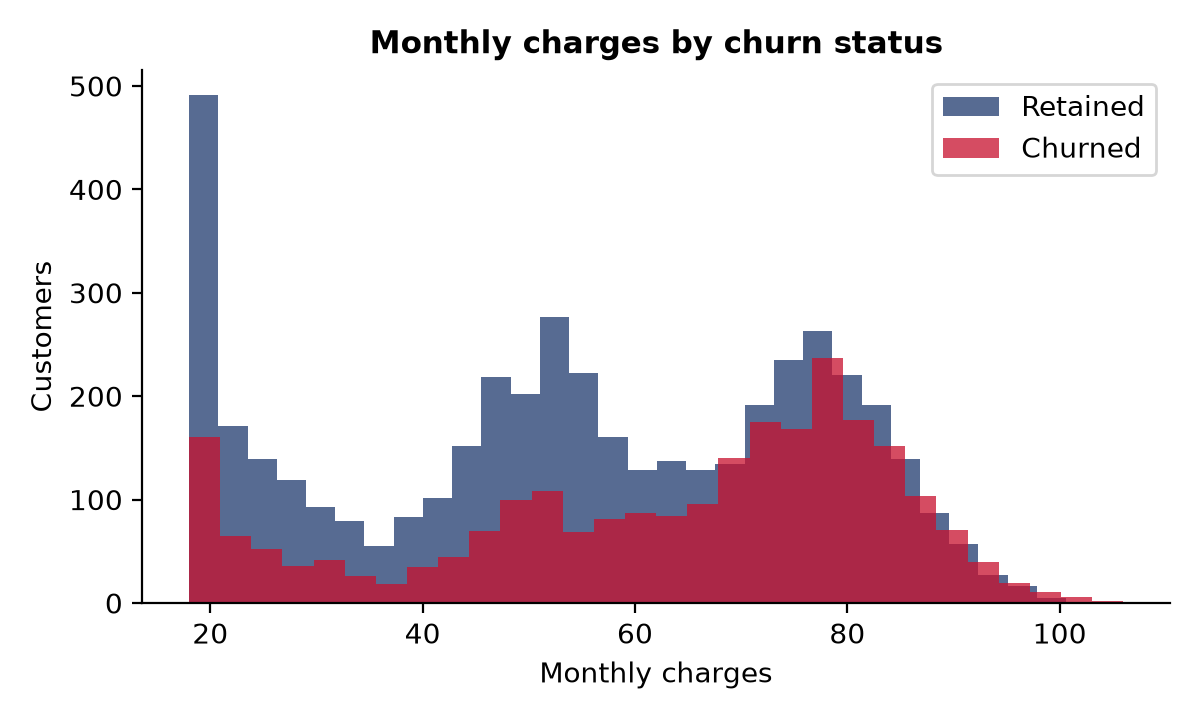 Monthly charges by churn status
500
400
300
200
100
0
Customers
Retained
Churned
20 40 60 80 100
Monthly charges